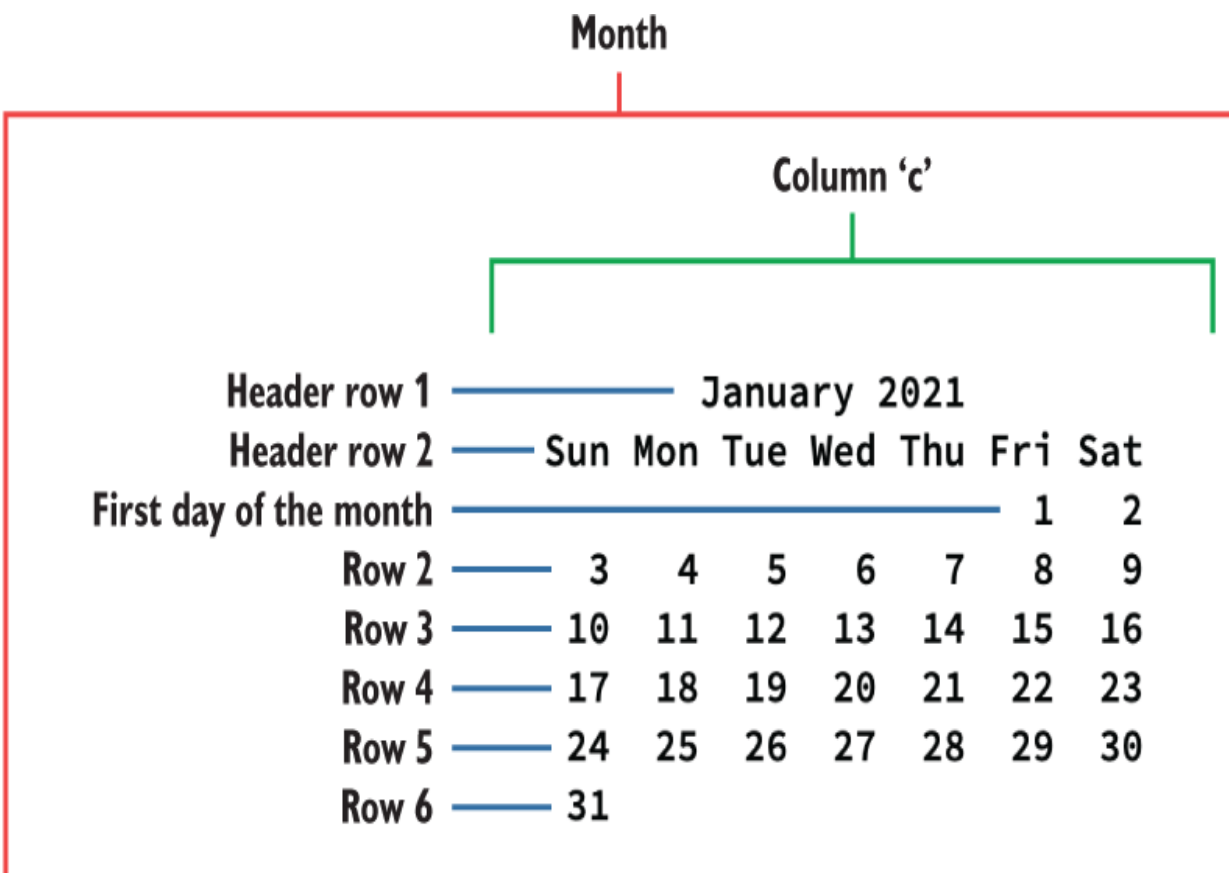 Month
Column ‘c’
Header row 1 January 2021
Header row 2 Sun Mon Tue Wed Thu Fri Sat
First day of the month 1 2
Row 2 3 4 5 6 7 8 9
Row 3 10 11 12 13 14 15 16
Row 4 17 18 19 20 21 22 23
Row 5 24 25 26 27 28 29 30
Row 6 31